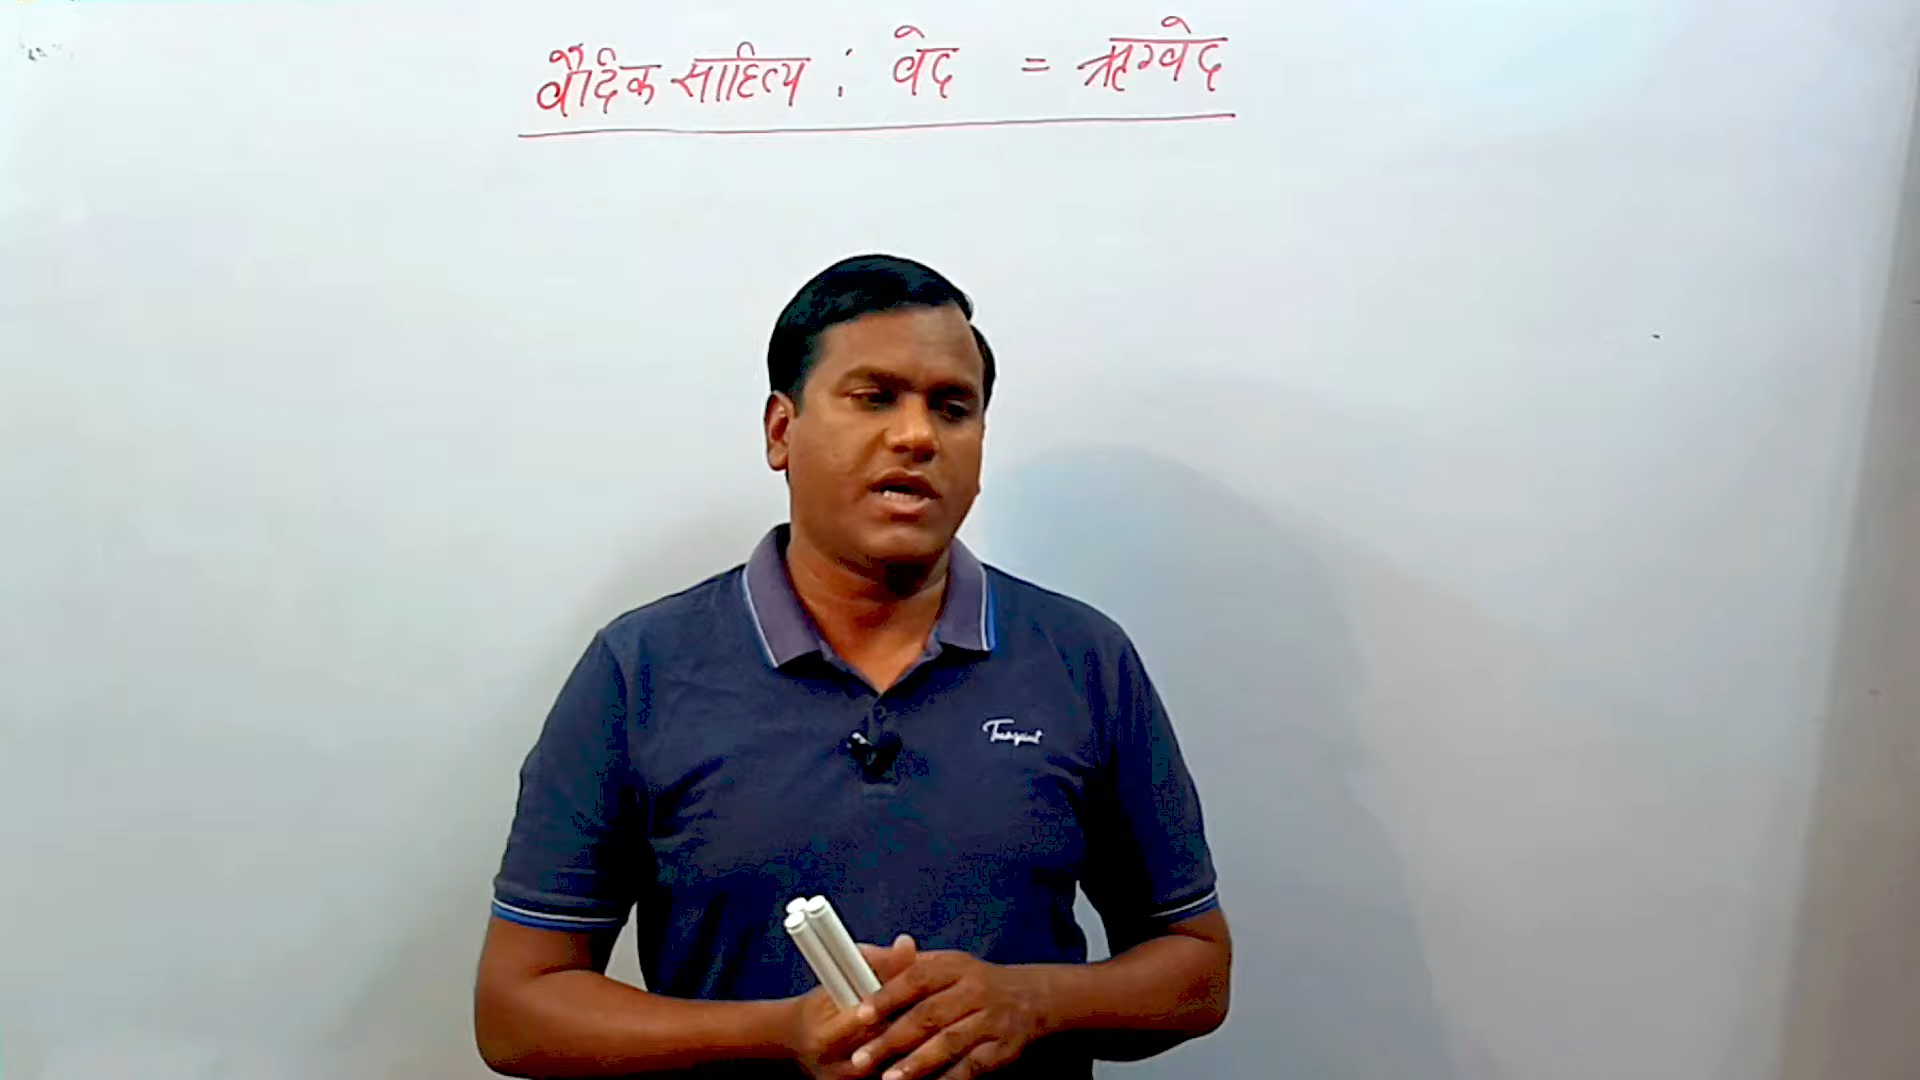 वैदिक साहित्य : वेद = ऋग्वेद